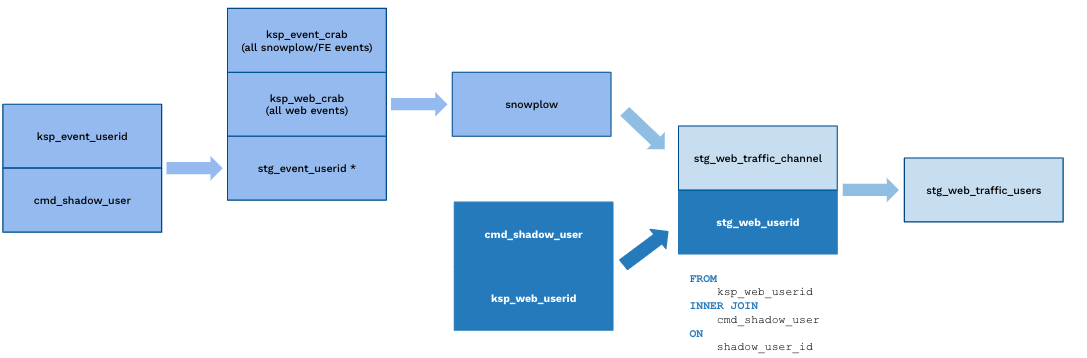 ksp_event_userid
cmd_shadow_user
ksp_event_crab
(all snowplow/FE events)
ksp_web_crab
(all web events)
stg_event_userid *
snowplow
cmd_shadow_user
ksp_web_userid
stg_web_traffic_channel
stg_web_userid
FROM
ksp_web_userid
INNER JOIN
cmd_shadow_user
ON
shadow_user_id
stg_web_traffic_users